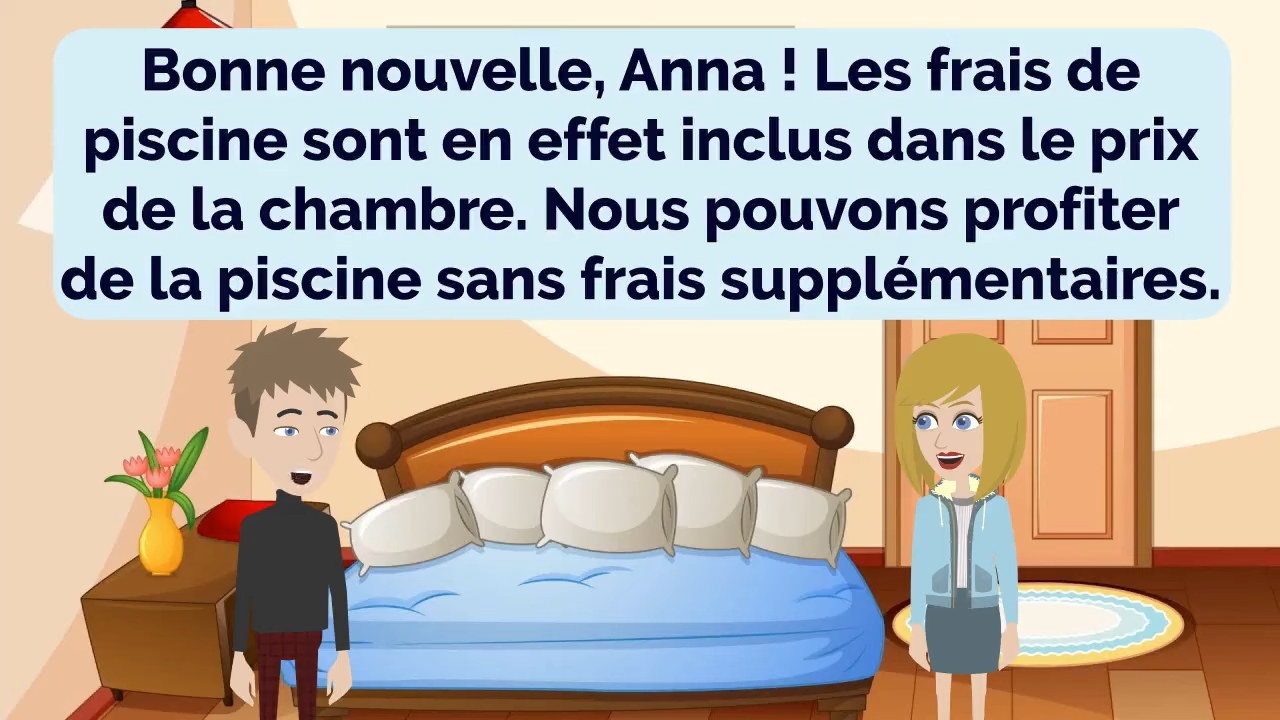 Bonne nouvelle, Anna ! Les frais de
piscine sont en effet inclus dans le prix
de la chambre. Nous pouvons profiter
de la piscine sans frais supplémentaires.